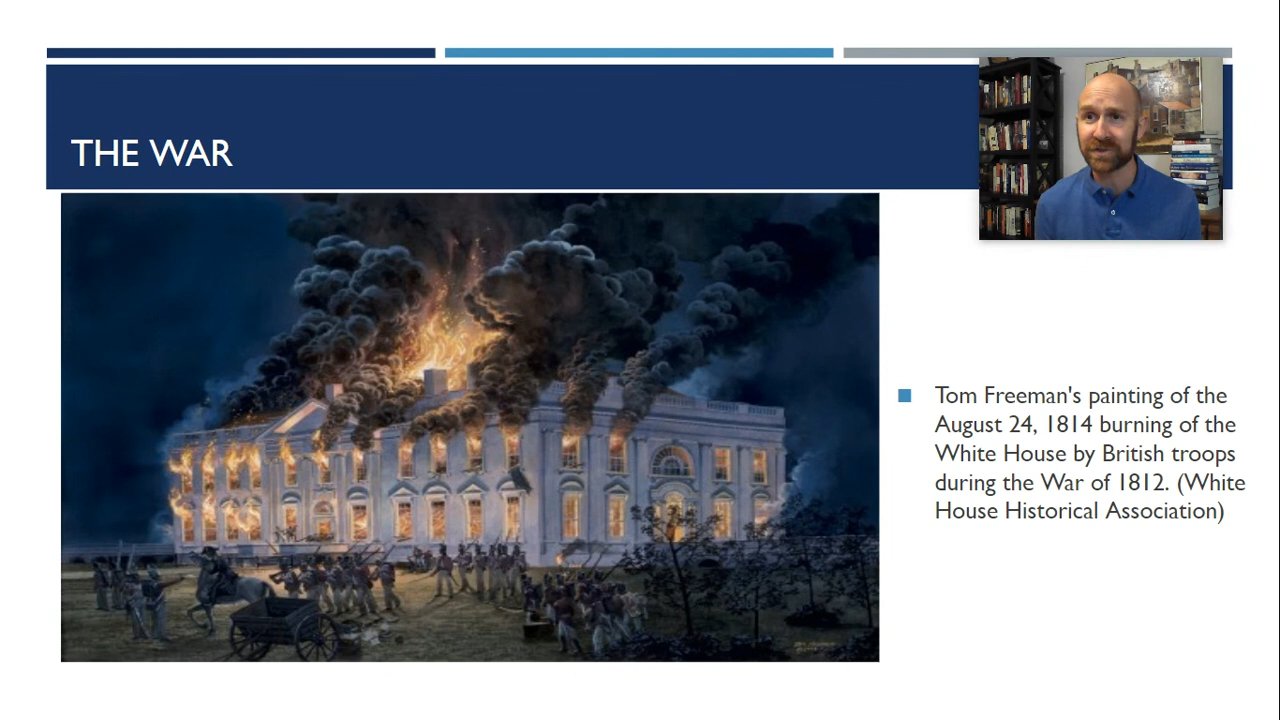 THE WAR
Tom Freeman's painting of the
August 24, 1814 burning of the
White House by British troops
during the War of 1812. (White
House Historical Association)